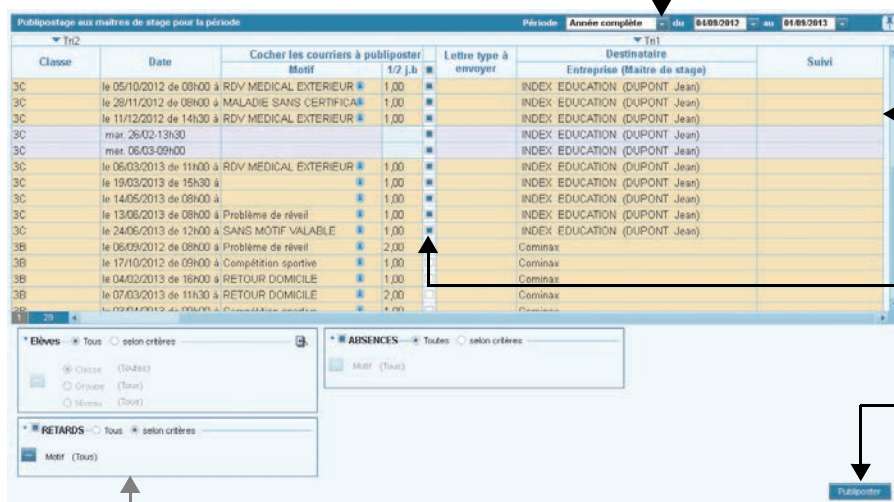 Publipostage aux maîtres de stage pour la période Période Année complète du 04/09/2012 au 01/09/2013
Tri2 Tri1
Classe Date Cocher les courriers à publiposter Lettre type à envoyer Destinataire Suivi
Motif 1/2 j.b Entreprise (Maître de stage)
3C le 05/10/2012 de 08h00 à RDV MEDICAL EXTERIEUR 1,00 INDEX EDUCATION (DUPONT Jean)
3C le 28/11/2012 de 08h00 à MALADIE SANS CERTIFICA 1,00 INDEX EDUCATION (DUPONT Jean)
3C le 11/12/2012 de 14h30 à RDV MEDICAL EXTERIEUR 1,00 INDEX EDUCATION (DUPONT Jean)
3C mar. 26/02-13h30 INDEX EDUCATION (DUPONT Jean)
3C mer. 06/03-09h00 INDEX EDUCATION (DUPONT Jean)
3C le 06/03/2013 de 11h00 à RDV MEDICAL EXTERIEUR 1,00 INDEX EDUCATION (DUPONT Jean)
3C le 19/03/2013 de 15h30 à 1,00 INDEX EDUCATION (DUPONT Jean)
3C le 14/05/2013 de 08h00 à 1,00 INDEX EDUCATION (DUPONT Jean)
3C le 13/06/2013 de 08h00 à Problème de réveil 1,00 INDEX EDUCATION (DUPONT Jean)
3C le 24/06/2013 de 12h00 à SANS MOTIF VALABLE 1,00 INDEX EDUCATION (DUPONT Jean)
3B le 06/09/2012 de 08h00 à Problème de réveil 2,00 Cominax
3B le 17/10/2012 de 09h00 à Compétition sportive 1,00 Cominax
3B le 04/02/2013 de 16h00 à RETOUR DOMICILE 1,00 Cominax
3B le 07/03/2013 de 11h30 à RETOUR DOMICILE 2,00 Cominax
1 29
Elèves Tous selon critères
Classe (Toutes)
Groupe (Tous)
Niveau (Tous)
ABSENCES Toutes selon critères
Motif (Tous)
RETARDS Tous selon critères
Motif (Tous)
Publiposter